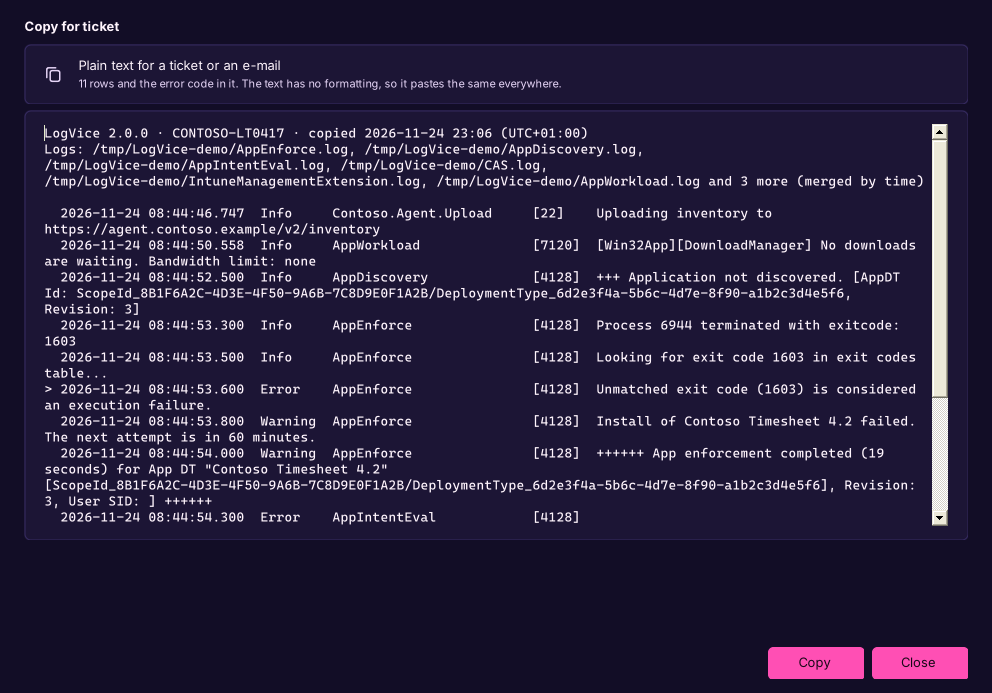 Copy for ticket
Plain text for a ticket or an e-mail
11 rows and the error code in it. The text has no formatting, so it pastes the same everywhere.
LogVice 2.0.0 · CONTOSO-LT0417 · copied 2026-11-24 23:06 (UTC+01:00)
Logs: /tmp/LogVice-demo/AppEnforce.log, /tmp/LogVice-demo/AppDiscovery.log,
/tmp/LogVice-demo/AppIntentEval.log, /tmp/LogVice-demo/CAS.log,
/tmp/LogVice-demo/IntuneManagementExtension.log, /tmp/LogVice-demo/AppWorkload.log and 3 more (merged by time)
2026-11-24 08:44:46.747  Info     Contoso.Agent.Upload     [22]    Uploading inventory to
https://agent.contoso.example/v2/inventory
2026-11-24 08:44:50.558  Info     AppWorkload              [7120]  [Win32App][DownloadManager] No downloads
are waiting. Bandwidth limit: none
2026-11-24 08:44:52.500  Info     AppDiscovery             [4128]  +++ Application not discovered. [AppDT
Id: ScopeId_8B1F6A2C-4D3E-4F50-9A6B-7C8D9E0F1A2B/DeploymentType_6d2e3f4a-5b6c-4d7e-8f90-a1b2c3d4e5f6,
Revision: 3]
2026-11-24 08:44:53.300  Info     AppEnforce               [4128]  Process 6944 terminated with exitcode:
1603
2026-11-24 08:44:53.500  Info     AppEnforce               [4128]  Looking for exit code 1603 in exit codes
table...
> 2026-11-24 08:44:53.600  Error    AppEnforce               [4128]  Unmatched exit code (1603) is considered
an execution failure.
2026-11-24 08:44:53.800  Warning  AppEnforce               [4128]  Install of Contoso Timesheet 4.2 failed.
The next attempt is in 60 minutes.
2026-11-24 08:44:54.000  Warning  AppEnforce               [4128]  ++++++ App enforcement completed (19
seconds) for App DT "Contoso Timesheet 4.2"
[ScopeId_8B1F6A2C-4D3E-4F50-9A6B-7C8D9E0F1A2B/DeploymentType_6d2e3f4a-5b6c-4d7e-8f90-a1b2c3d4e5f6], Revision:
3, User SID: ] ++++++
2026-11-24 08:44:54.300  Error    AppIntentEval            [4128]
Copy
Close